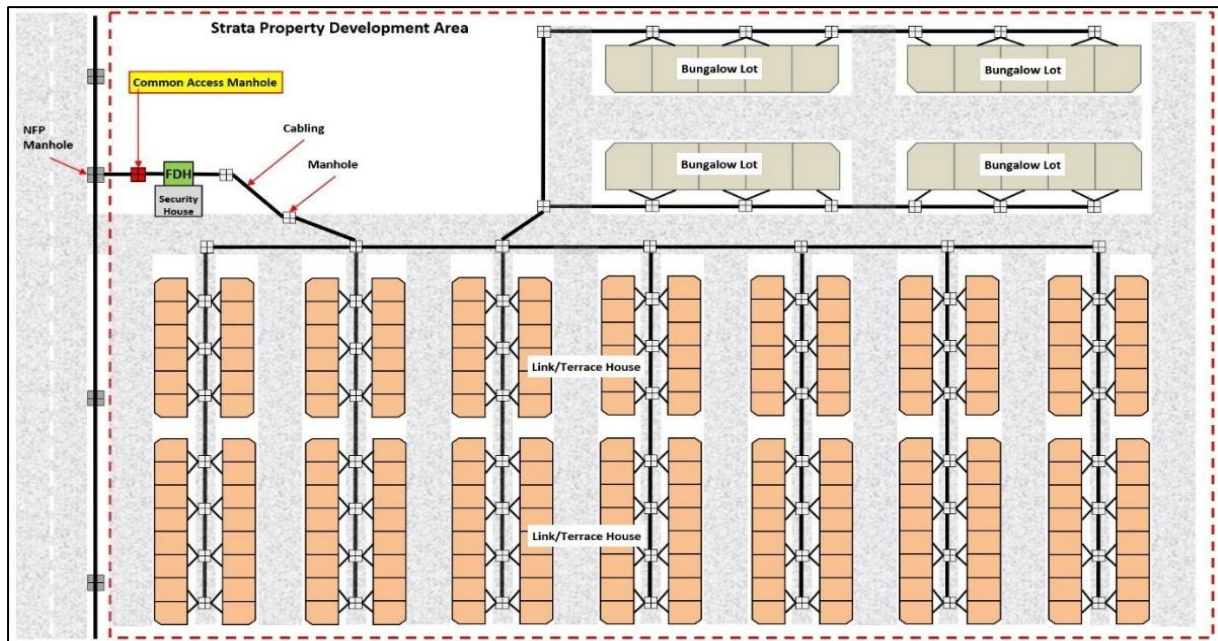 Strata Property Development Area
Common Access Manhole
NFP
Manhole
Cabling
Manhole
FDH
Security
House
Bungalow Lot
Bungalow Lot
Bungalow Lot
Bungalow Lot
Link/Terrace House
Link/Terrace House